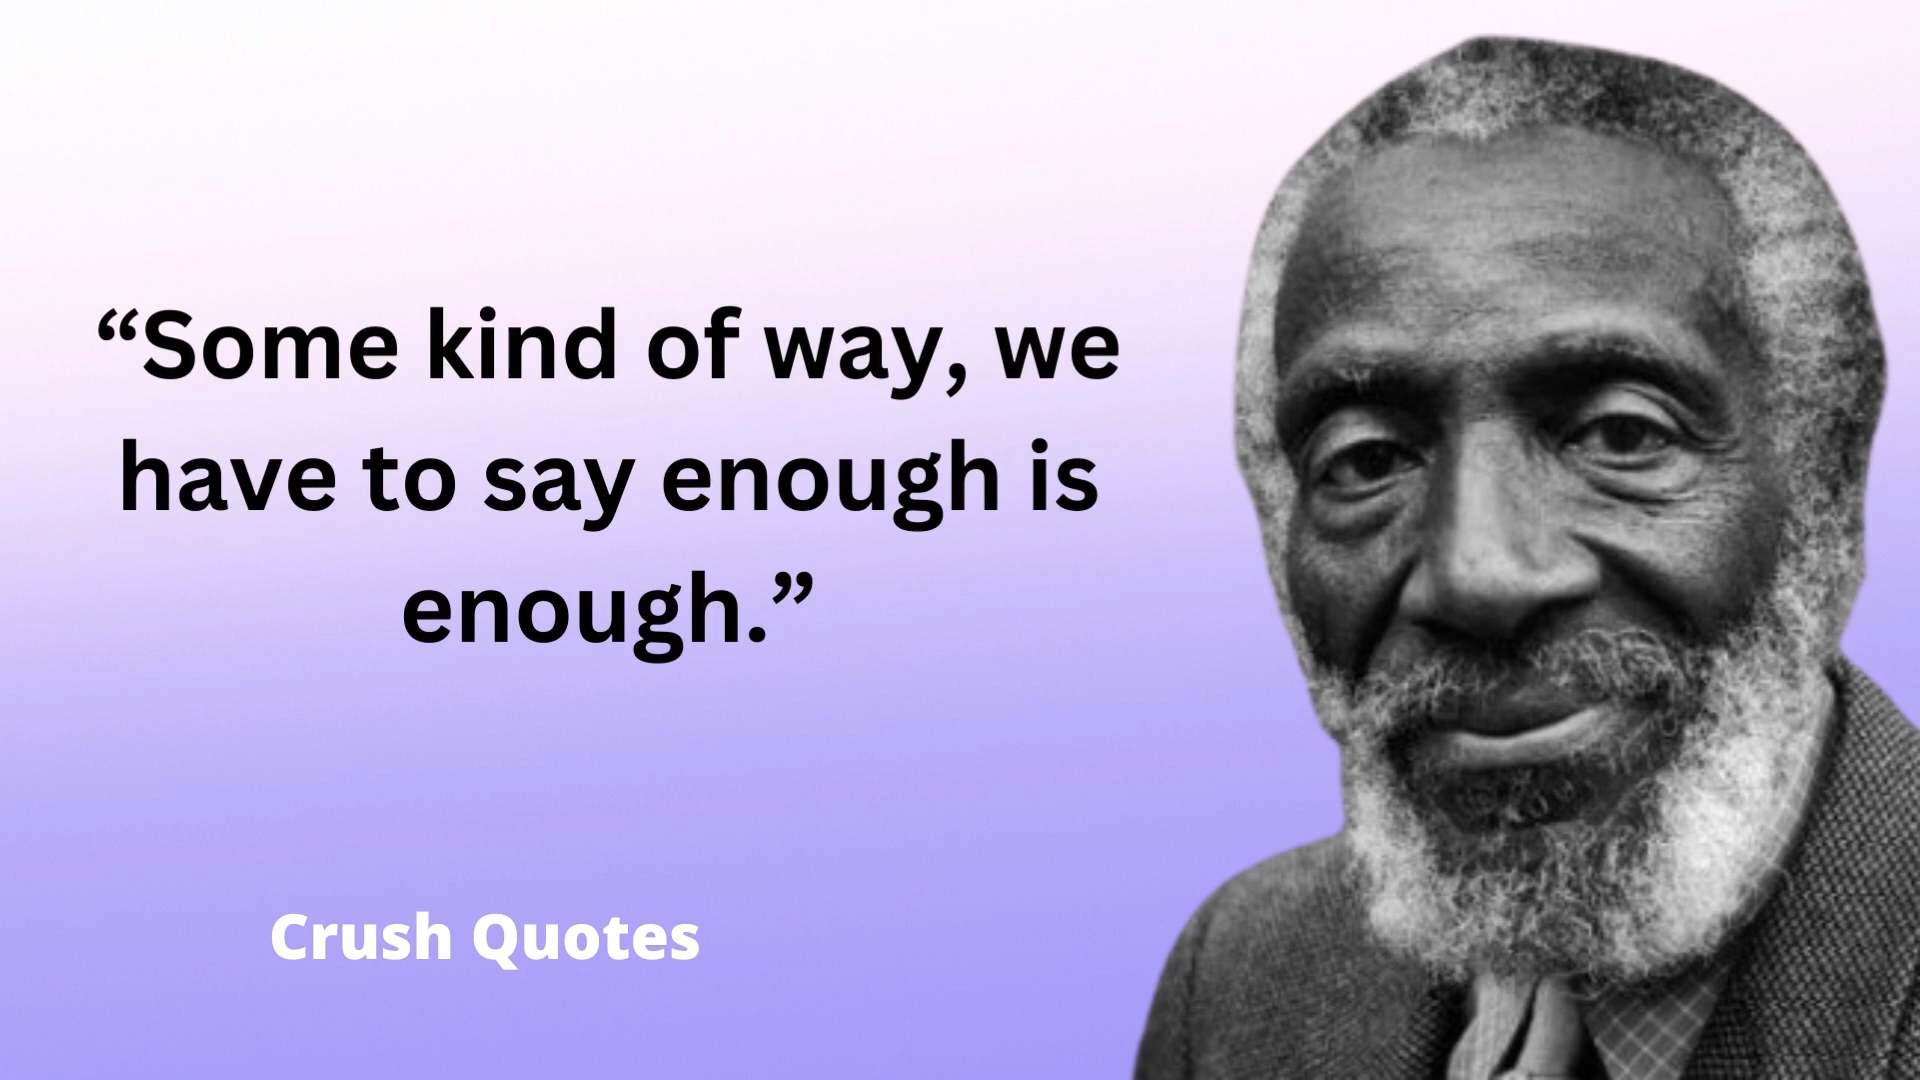 “Some kind of way, we
have to say enough is
enough.”
Crush Quotes